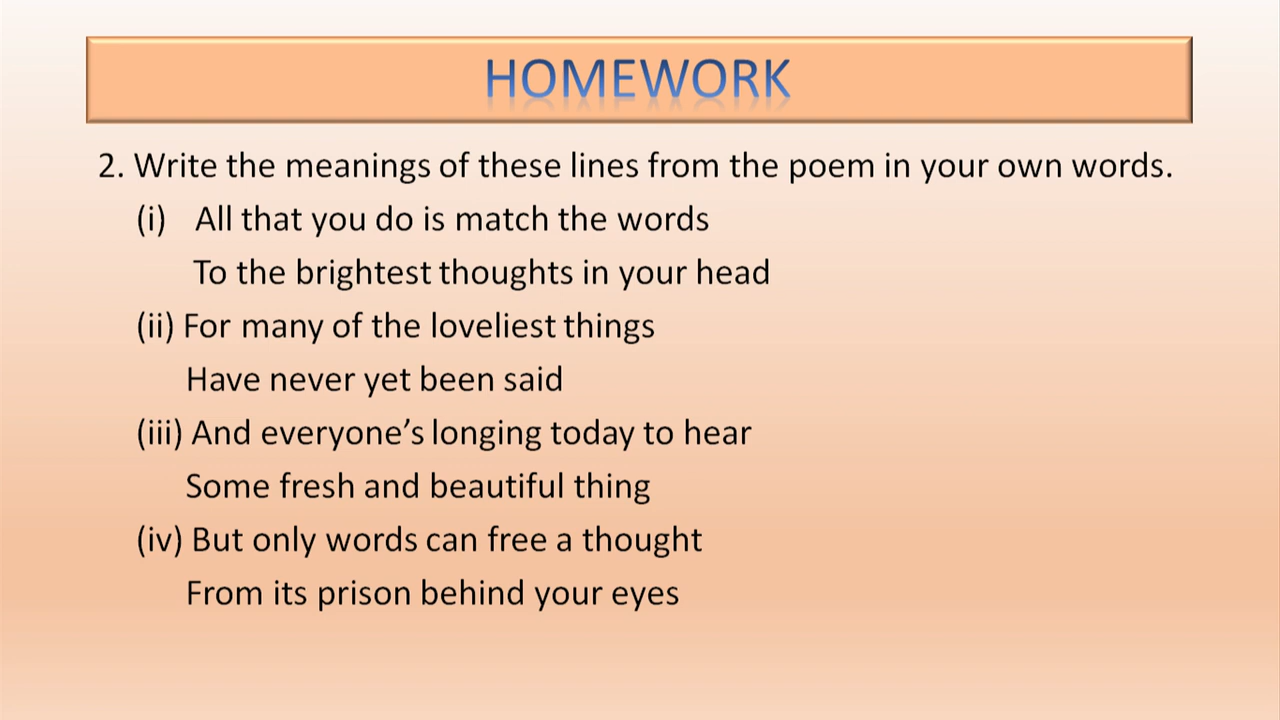 HOMEWORK
2. Write the meanings of these lines from the poem in your own words.
(i) All that you do is match the words
To the brightest thoughts in your head
(ii) For many of the loveliest things
Have never yet been said
(iii) And everyone’s longing today to hear
Some fresh and beautiful thing
(iv) But only words can free a thought
From its prison behind your eyes